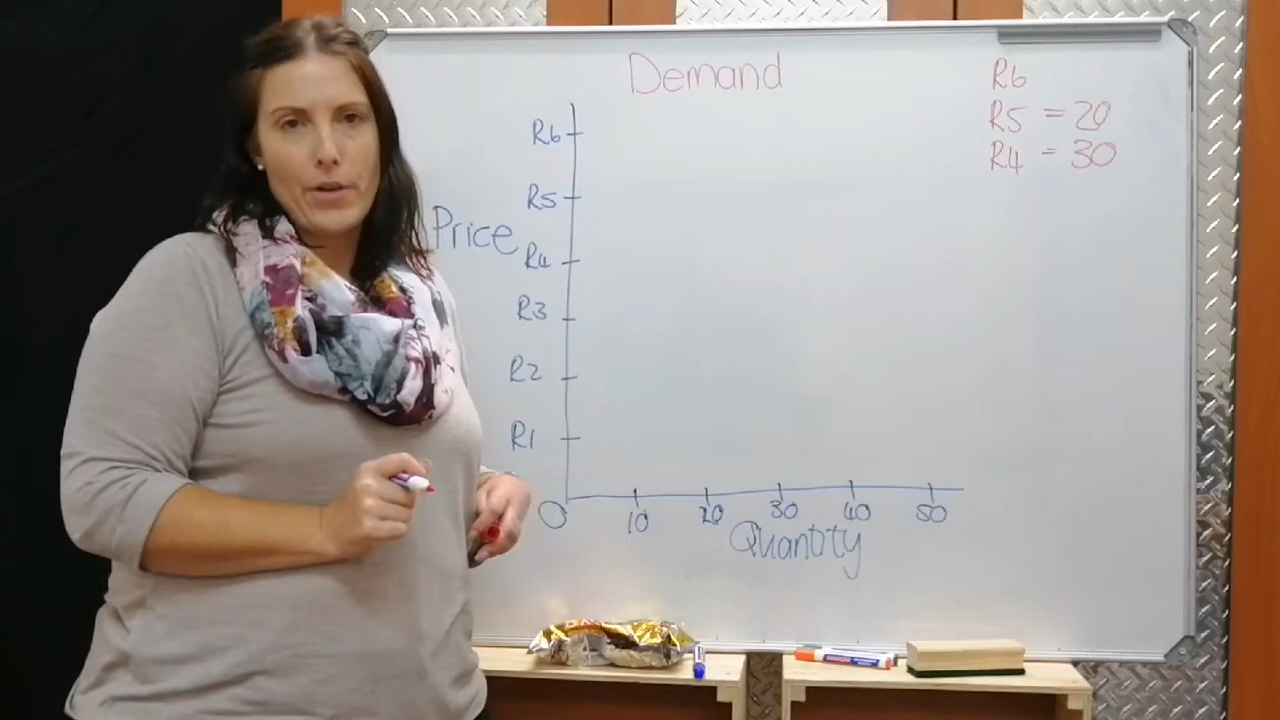 Demand
R6
R5 = 20
R4 = 30
Price
R6
R5
R4
R3
R2
R1
0
10 20 30 40 50
Quantity